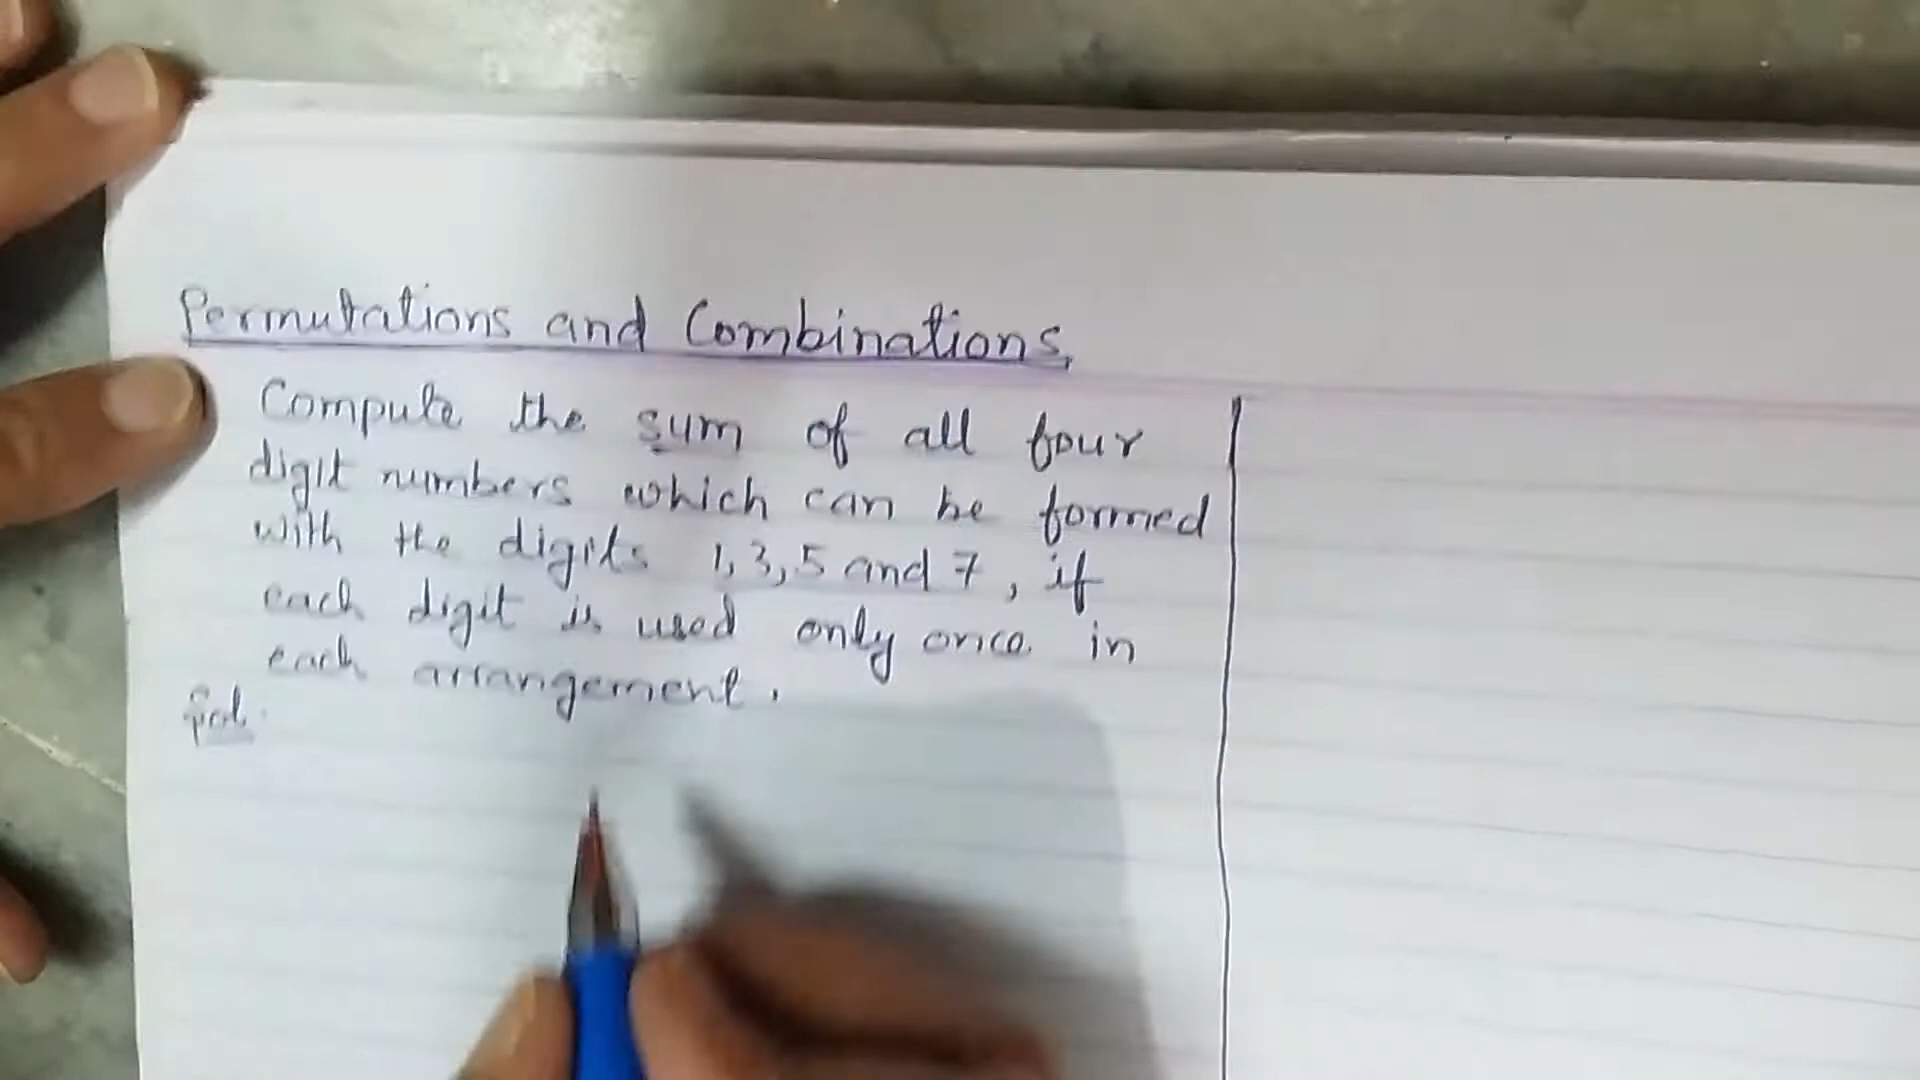 Permutations and Combinations
Compute the sum of all four
digit numbers which can be formed
with the digits 1, 3, 5 and 7, if
each digit is used only once in
each arrangement.
Sol.